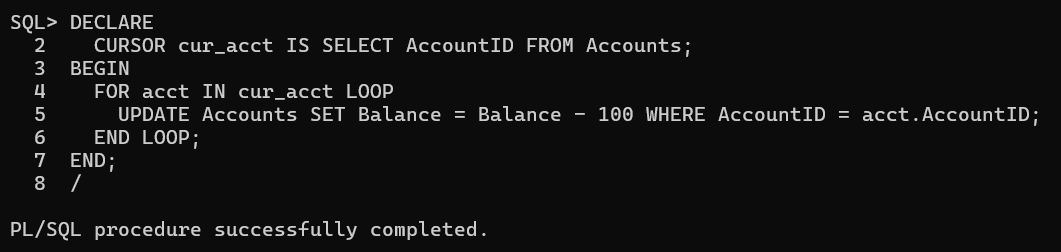 SQL> DECLARE
  2    CURSOR cur_acct IS SELECT AccountID FROM Accounts;
  3  BEGIN
  4    FOR acct IN cur_acct LOOP
  5      UPDATE Accounts SET Balance = Balance - 100 WHERE AccountID = acct.AccountID;
  6    END LOOP;
  7  END;
  8  /
PL/SQL procedure successfully completed.